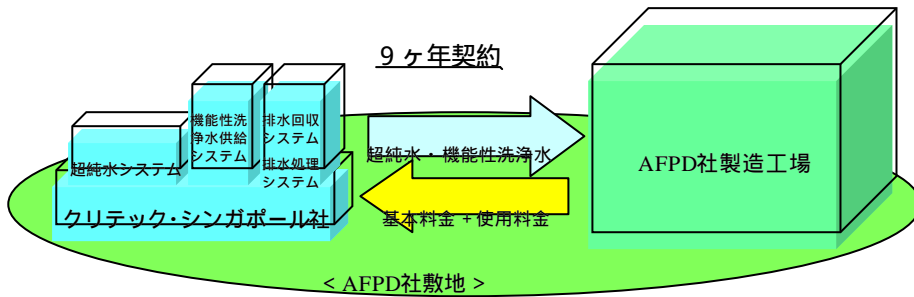 9ヶ年契約
機能性洗
浄水供給
システム
排水回収
システム
超純水システム
排水処理
システム
超純水・機能性洗浄水
AFPD社製造工場
クリテック・シンガポール社
基本料金+使用料金
< AFPD社敷地 >